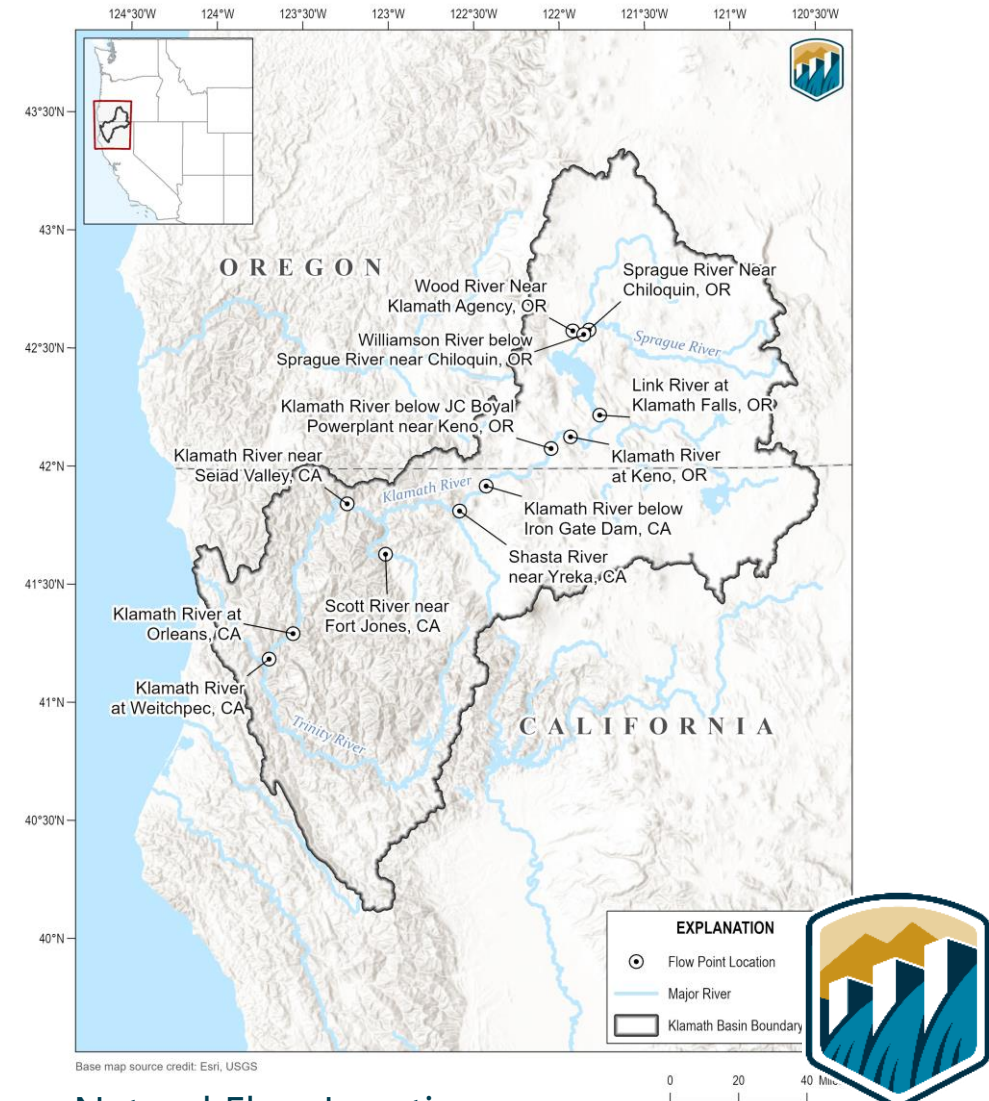 124°30'W 124°W 123°30'W 123°W 122°30'W 122°W 121°30'W 121°W 120°30'W
43°30'N
43°N
42°30'N
42°N
41°30'N
41°N
40°30'N
40°N
OREGON
Wood River Near
Klamath Agency, OR
Sprague River Near
Chiloquin, OR
Williamson River below
Sprague River near Chiloquin, OR
Sprague River
Link River at
Klamath Falls, OR
Klamath River below JC Boyal
Powerplant near Keno, OR
Klamath River near
Seiad Valley, CA
Klamath River
at Keno, OR
Klamath River
Klamath River below
Iron Gate Dam, CA
Shasta River
near Yreka, CA
Scott River near
Fort Jones, CA
Klamath River at
Orleans, CA
Klamath River
at Weitchpec, CA
Trinity River
CALIFORNIA
EXPLANATION
Flow Point Location
Major River
Klamath Basin Boundary
Base map source credit: Esri, USGS
0 20 40